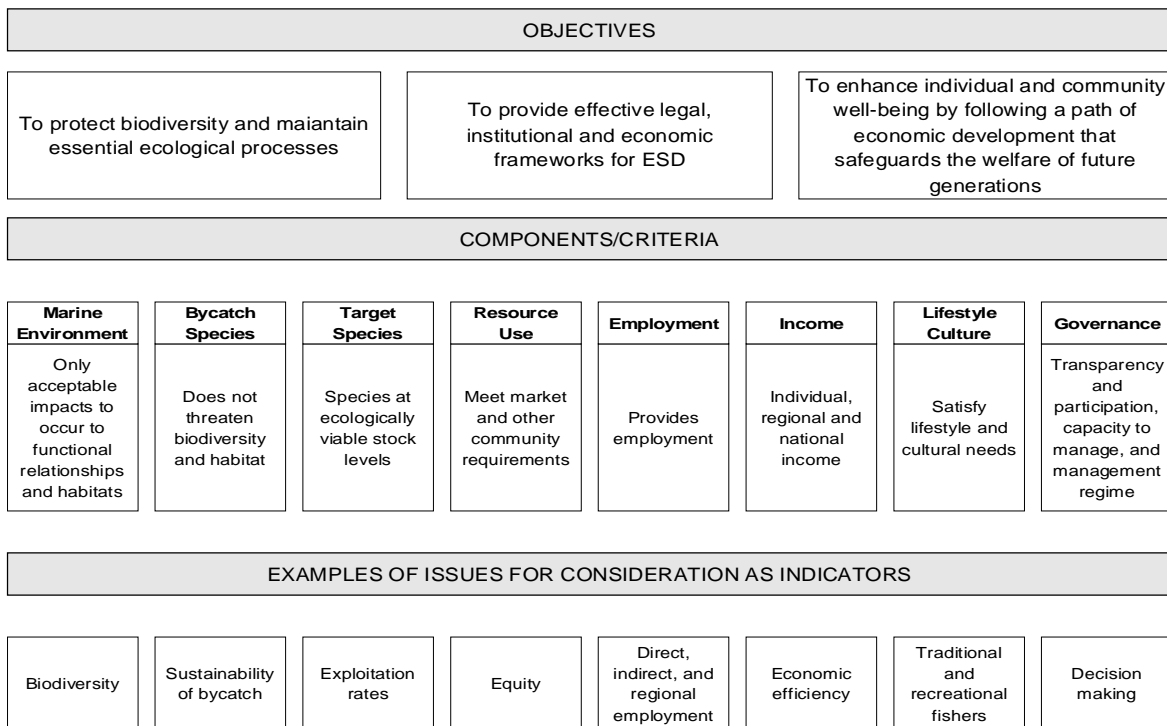 OBJECTIVES
To protect biodiversity and maiantain
essential ecological processes
To provide effective legal,
institutional and economic
frameworks for ESD
To enhance individual and community
well-being by following a path of
economic development that
safeguards the welfare of future
generations
COMPONENTS/CRITERIA
Marine
Environment
Only
acceptable
impacts to
occur to
functional
relationships
and habitats
Bycatch
Species
Does not
threaten
biodiversity
and habitat
Target
Species
Species at
ecologically
viable stock
levels
Resource
Use
Meet market
and other
community
requirements
Employment
Provides
employment
Income
Individual,
regional and
national
income
Lifestyle
Culture
Satisfy
lifestyle and
cultural needs
Governance
Transparency
and
participation,
capacity to
manage, and
management
regime
EXAMPLES OF ISSUES FOR CONSIDERATION AS INDICATORS
Biodiversity
Sustainability
of bycatch
Exploitation
rates
Equity
Direct,
indirect, and
regional
employment
Economic
efficiency
Traditional
and
recreational
fishers
Decision
making